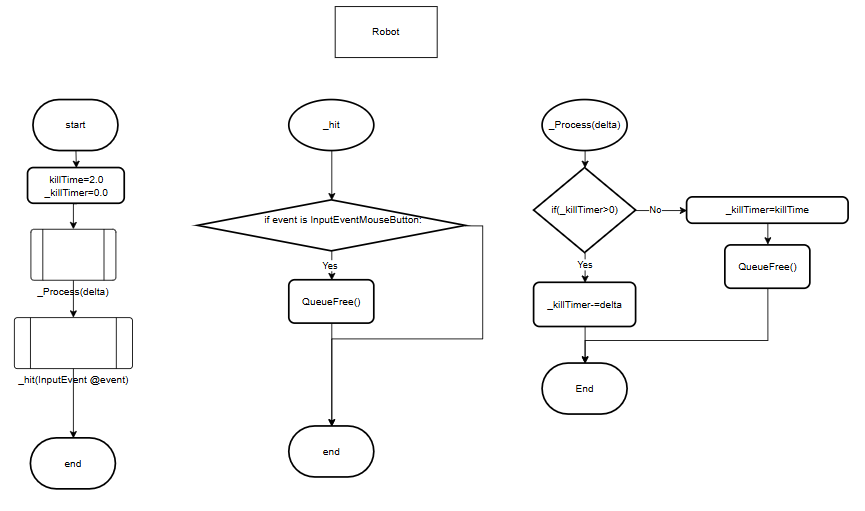 Robot
start
killTime=2.0
_killTimer=0.0
_Process(delta)
_hit(InputEvent @event)
end
_hit
if event is InputEventMouseButton:
Yes
QueueFree()
end
_Process(delta)
if(_killTimer>0)
No
_killTimer=killTime
QueueFree()
Yes
_killTimer-=delta
End